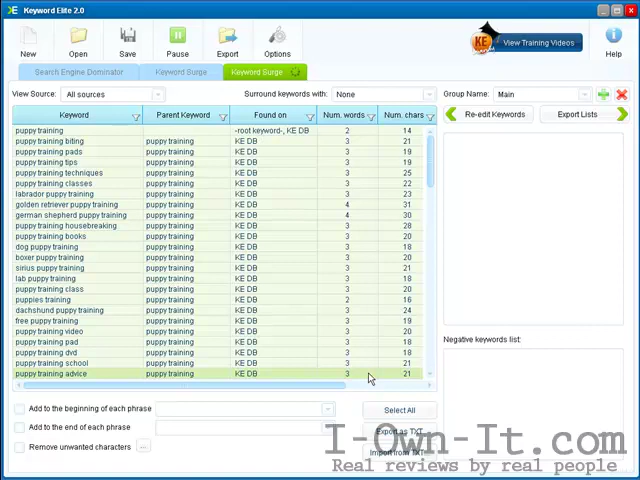 Keyword Elite 2.0
New
Open
Save
Pause
Export
Options
KE
View Training Videos
Help
Search Engine Dominator
Keyword Surge
Keyword Surge
View Source: All sources
Surround keywords with: None
Group Name: Main
Re-edit Keywords
Export Lists
Keyword Parent Keyword Found on Num. words Num. chars
puppy training -root keyword-, KE DB 2 14
puppy training biting puppy training KE DB 3 21
puppy training pads puppy training KE DB 3 19
puppy training tips puppy training KE DB 3 19
puppy training techniques puppy training KE DB 3 25
puppy training classes puppy training KE DB 3 22
labrador puppy training puppy training KE DB 3 23
golden retriever puppy training puppy training KE DB 4 31
german shepherd puppy training puppy training KE DB 4 30
puppy training housebreaking puppy training KE DB 3 28
puppy training books puppy training KE DB 3 20
dog puppy training puppy training KE DB 3 18
boxer puppy training puppy training KE DB 3 20
sirius puppy training puppy training KE DB 3 21
lab puppy training puppy training KE DB 3 18
puppy training class puppy training KE DB 3 20
puppies training puppy training KE DB 2 16
dachshund puppy training puppy training KE DB 3 24
free puppy training puppy training KE DB 3 19
puppy training video puppy training KE DB 3 20
puppy training pad puppy training KE DB 3 18
puppy training dvd puppy training KE DB 3 18
puppy training school puppy training KE DB 3 21
puppy training advice puppy training KE DB 3 21
Negative keywords list:
Add to the beginning of each phrase
Select All
Add to the end of each phrase
Export as TXT...
Remove unwanted characters ...
Import from TXT...
I-Own-It.com
Real reviews by real people